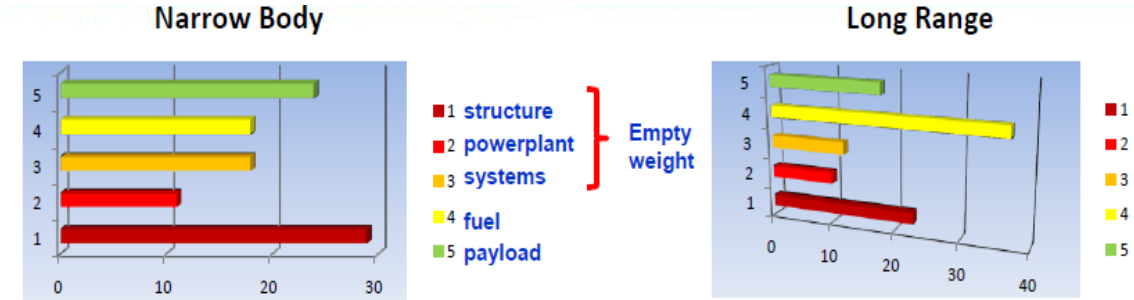 Narrow Body
5
4
3
2
1
0 10 20 30
1 structure
2 powerplant
3 systems
4 fuel
5 payload
Empty
weight
Long Range
5
4
3
2
1
0 10 20 30 40
1
2
3
4
5